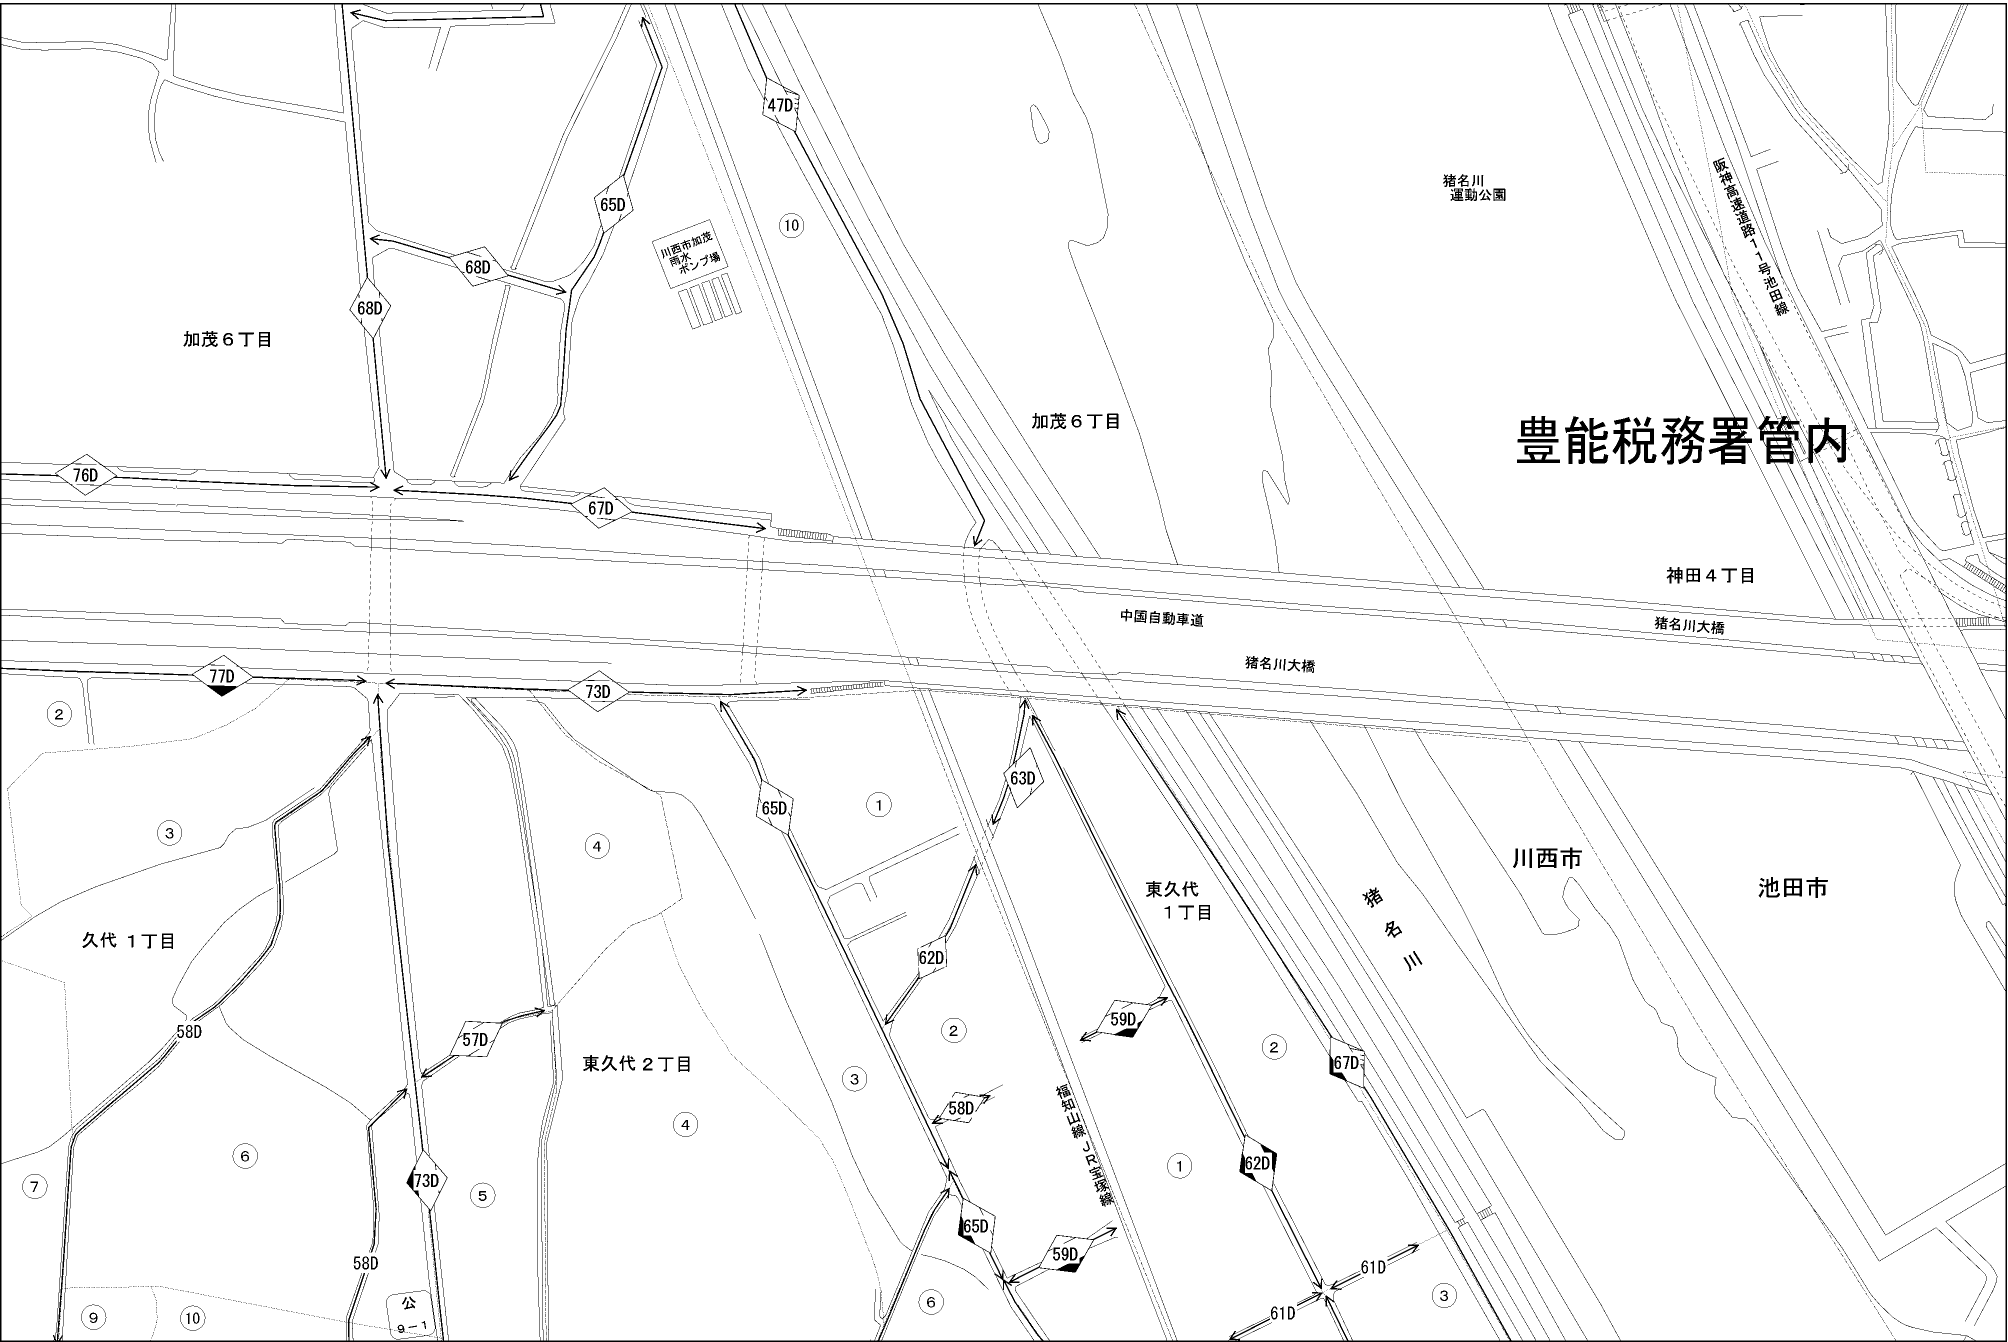 47D
阪神高速道路11号池田線
猪名川
運動公園
65D
⑩
川西市加茂
雨水
ポンプ場
68D
68D
加茂6丁目
加茂6丁目
豊能税務署管内
76D
67D
神田4丁目
中国自動車道
猪名川大橋
猪名川大橋
77D
73D
②
63D
65D
①
③
④
川西市
池田市
東久代
1丁目
猪名川
久代 1丁目
62D
58D
57D
59D
②
②
東久代2丁目
67D
③
58D
福知山線JR宝塚線
④
⑥
62D
①
⑦
73D
⑤
65D
59D
58D
61D
③
公
9-1
⑥
61D
⑨
⑩